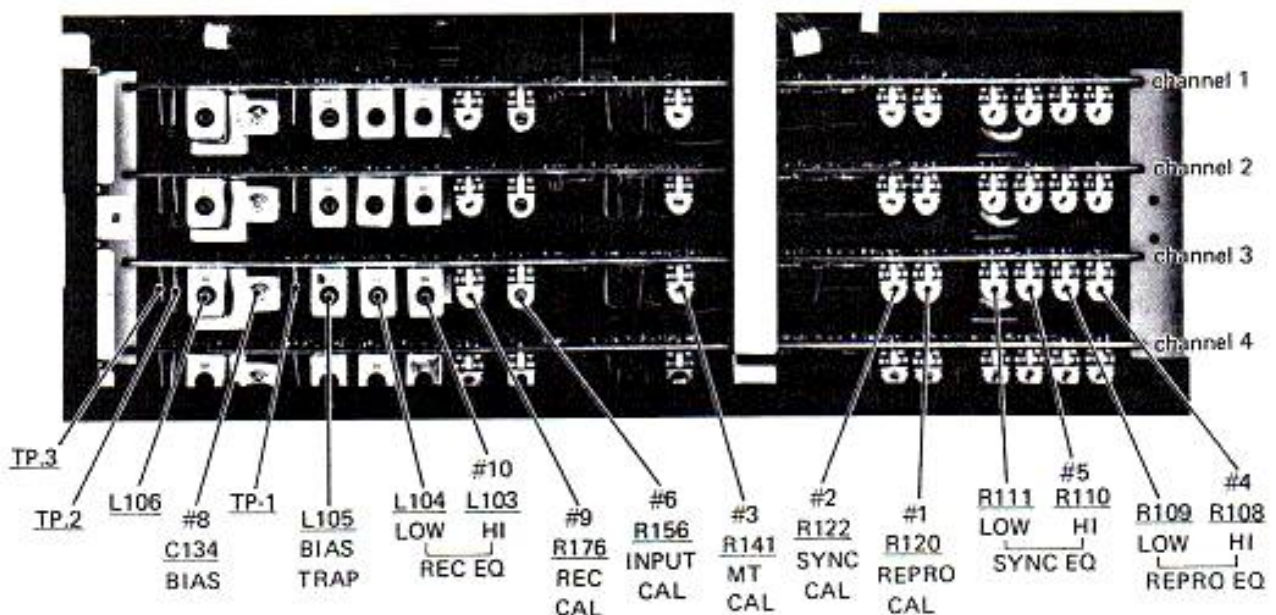 channel 1
channel 2
channel 3
channel 4
TP.3
TP.2
L106
#8
C134
BIAS
TP-1
L105
BIAS
TRAP
L104
LOW
#10
L103
HI
REC EQ
#9
R176
REC
CAL
#6
R156
INPUT
CAL
#3
R141
MT
CAL
#2
R122
SYNC
CAL
#1
R120
REPRO
CAL
R111
LOW
#5
R110
HI
SYNC EQ
R109
LOW
#4
R108
HI
REPRO EQ